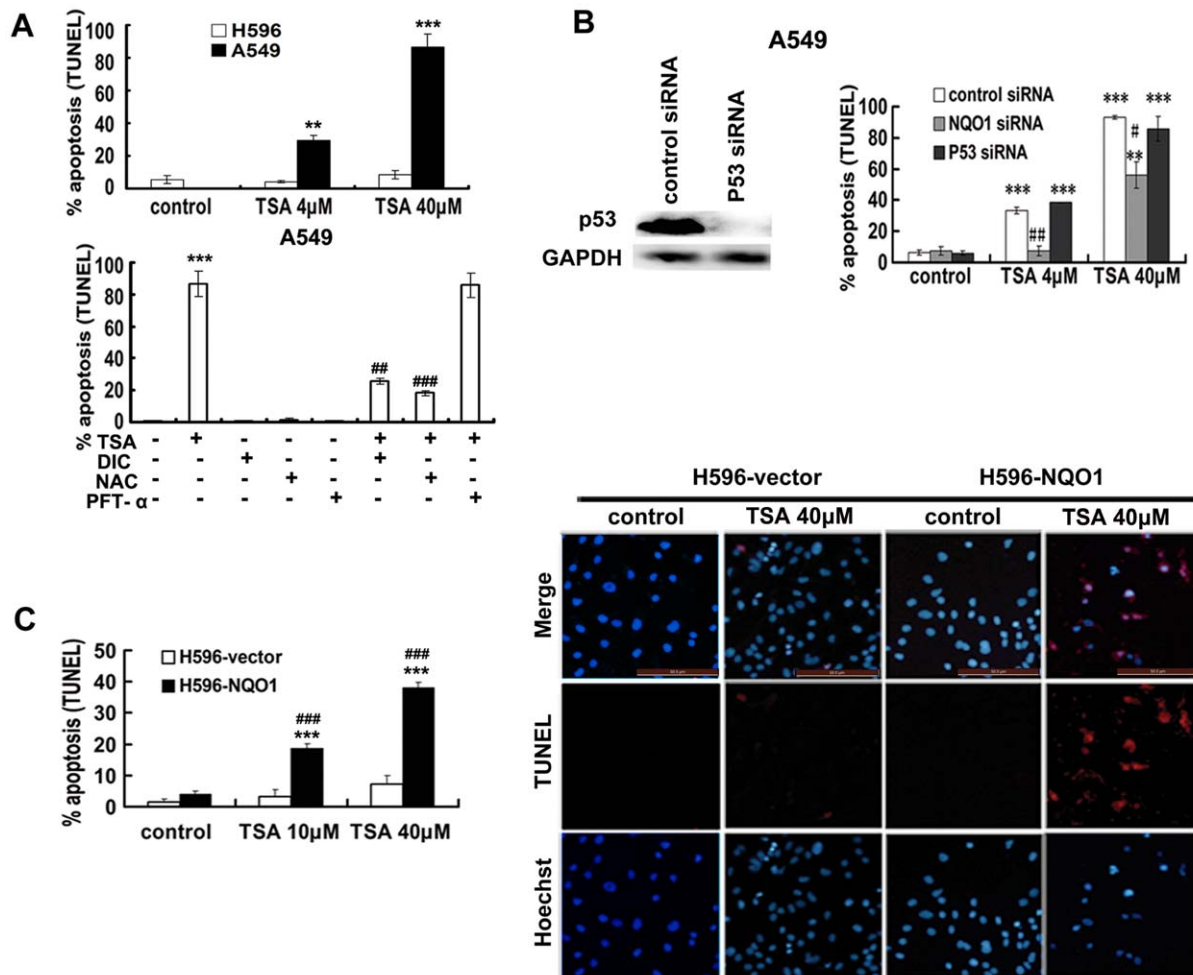 A
% apoptosis (TUNEL)
100
80
60
40
20
0
H596
A549
**
***
control
TSA 4μM
TSA 40μM
A549
% apoptosis (TUNEL)
100
80
60
40
20
0
***
##
###
TSA - + - - - + + +
DIC - - + - - + - -
NAC - - - + - - + -
PFT- α - - - - + - - +
B
A549
control siRNA
P53 siRNA
p53
GAPDH
% apoptosis (TUNEL)
100
80
60
40
20
0
control siRNA
NQO1 siRNA
P53 siRNA
***
##
***
***
#
**
***
control
TSA 4μM
TSA 40μM
C
% apoptosis (TUNEL)
50
40
30
20
10
0
H596-vector
H596-NQO1
###
***
###
***
control
TSA 10μM
TSA 40μM
H596-vector
H596-NQO1
control
TSA 40μM
control
TSA 40μM
Merge
TUNEL
Hoechst